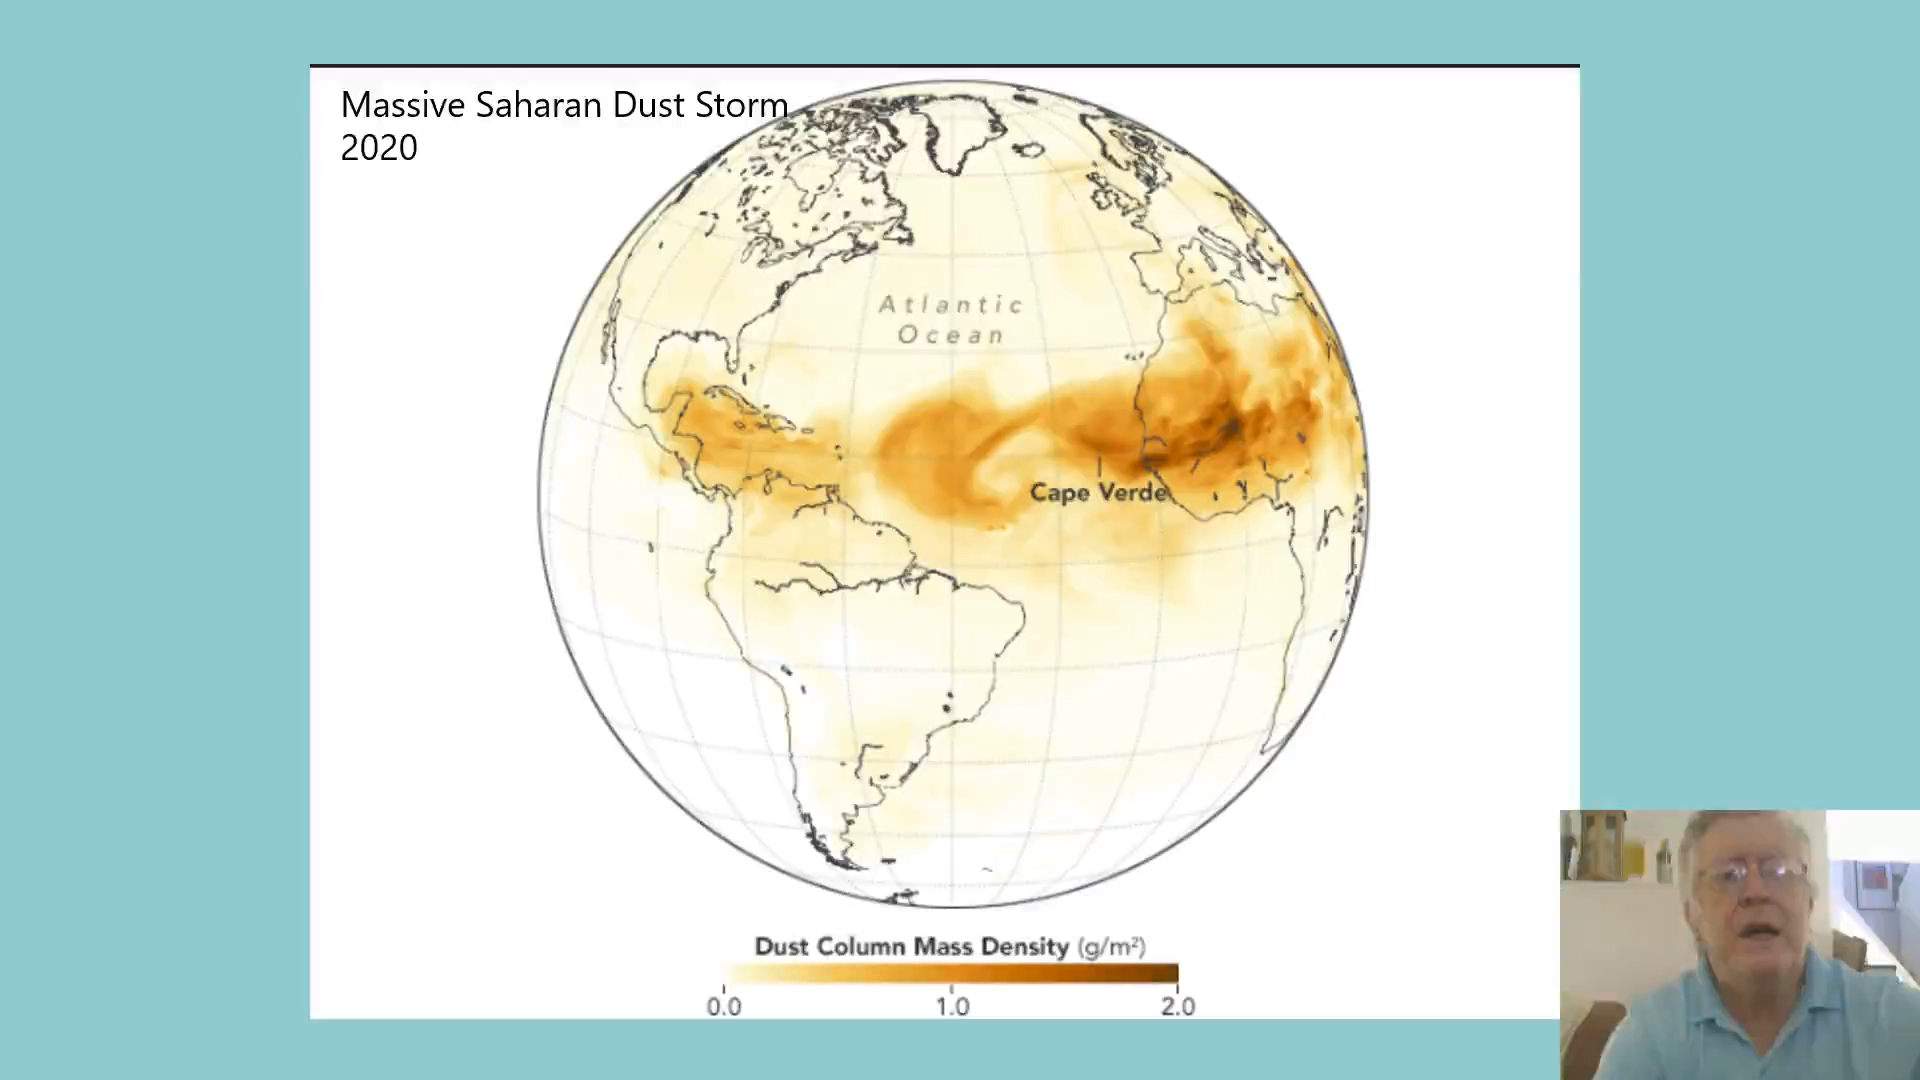 Massive Saharan Dust Storm
2020
Atlantic
Ocean
Cape Verde
Dust Column Mass Density (g/m²)
0.0 1.0 2.0